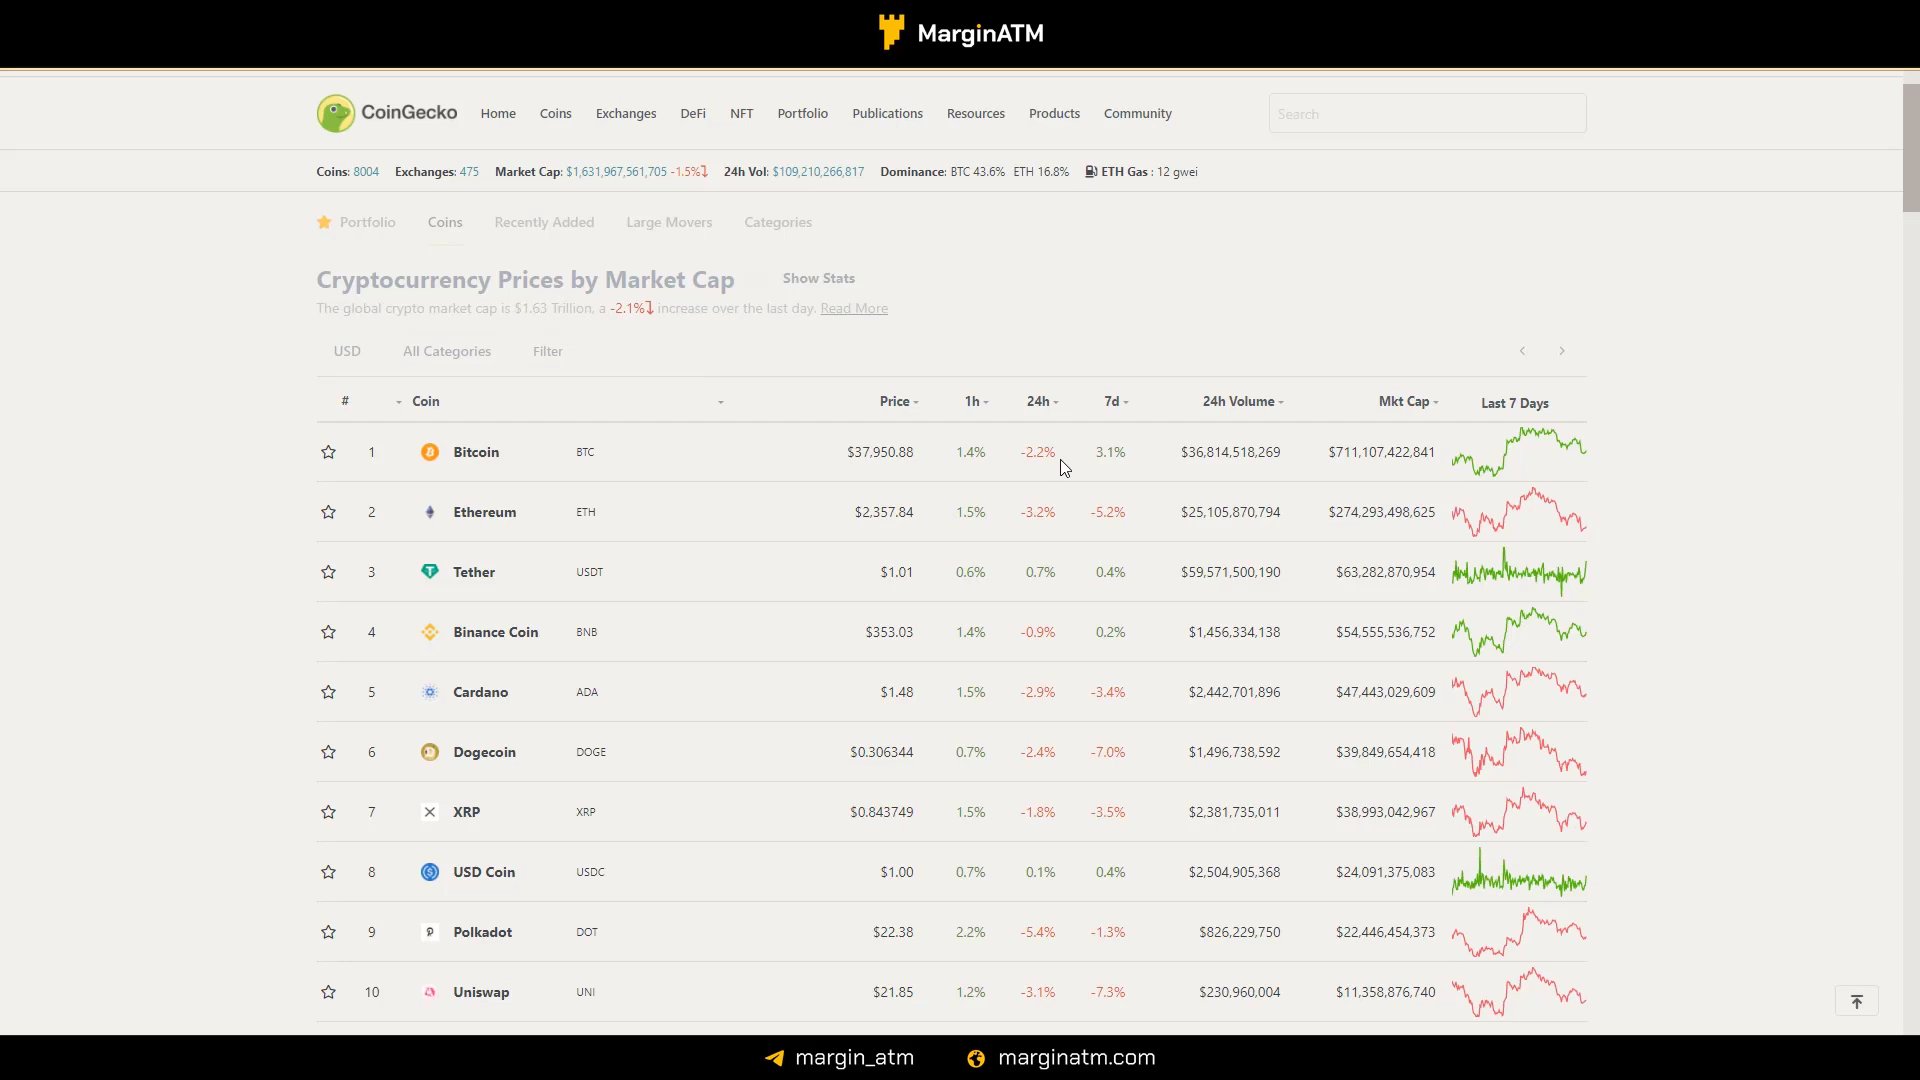 MarginATM
CoinGecko Home Coins Exchanges DeFi NFT Portfolio Publications Resources Products Community Search
Coins: 8004 Exchanges: 475 Market Cap: $1,631,967,561,705 -1.5% 24h Vol: $109,210,266,817 Dominance: BTC 43.6% ETH 16.8% ETH Gas : 12 gwei
Portfolio Coins Recently Added Large Movers Categories
Cryptocurrency Prices by Market Cap Show Stats
The global crypto market cap is $1.63 Trillion, a -2.1% increase over the last day. Read More
USD All Categories Filter
# Coin Price 1h 24h 7d 24h Volume Mkt Cap Last 7 Days
1 Bitcoin BTC $37,950.88 1.4% -2.2% 3.1% $36,814,518,269 $711,107,422,841
2 Ethereum ETH $2,357.84 1.5% -3.2% -5.2% $25,105,870,794 $274,293,498,625
3 Tether USDT $1.01 0.6% 0.7% 0.4% $59,571,500,190 $63,282,870,954
4 Binance Coin BNB $353.03 1.4% -0.9% 0.2% $1,456,334,138 $54,555,536,752
5 Cardano ADA $1.48 1.5% -2.9% -3.4% $2,442,701,896 $47,443,029,609
6 Dogecoin DOGE $0.306344 0.7% -2.4% -7.0% $1,496,738,592 $39,849,654,418
7 XRP XRP $0.843749 1.5% -1.8% -3.5% $2,381,735,011 $38,993,042,967
8 USD Coin USDC $1.00 0.7% 0.1% 0.4% $2,504,905,368 $24,091,375,083
9 Polkadot DOT $22.38 2.2% -5.4% -1.3% $826,229,750 $22,446,454,373
10 Uniswap UNI $21.85 1.2% -3.1% -7.3% $230,960,004 $11,358,876,740
margin_atm marginatm.com